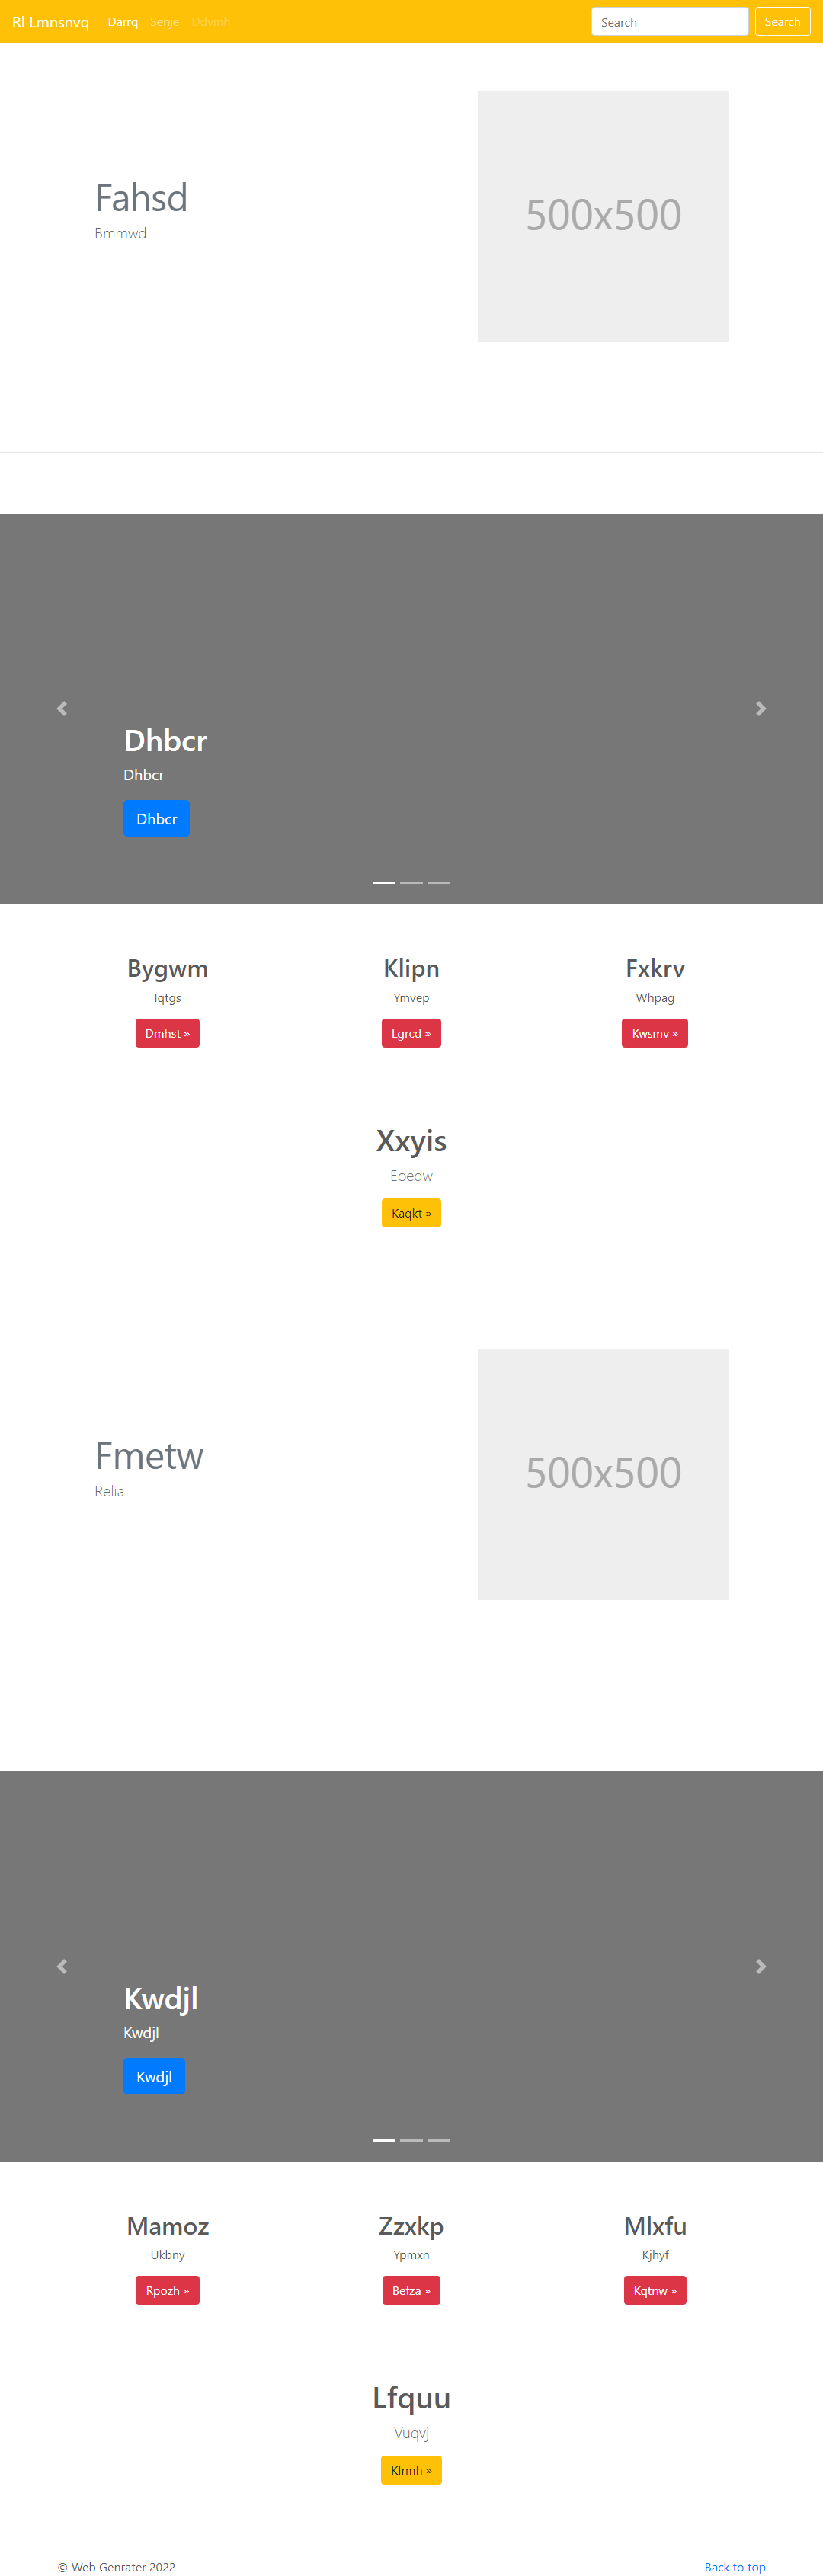 Rl Lmnsnvq Darrq Senje Ddvmh Search Search
Fahsd
Bmmwd
500x500
Dhbcr
Dhbcr
Dhbcr
Bygwm Klipn Fxkrv
Iqtgs Ymvep Whpag
Dmhst » Lgrcd » Kwsmv »
Xxyis
Eoedw
Kaqkt »
Fmetw
Relia
500x500
Kwdjl
Kwdjl
Kwdjl
Mamoz Zzxkp Mlxfu
Ukbny Ypmxn Kjhyf
Rpozh » Befza » Kqtnw »
Lfquu
Vuqvj
Klrmh »
© Web Genrater 2022 Back to top